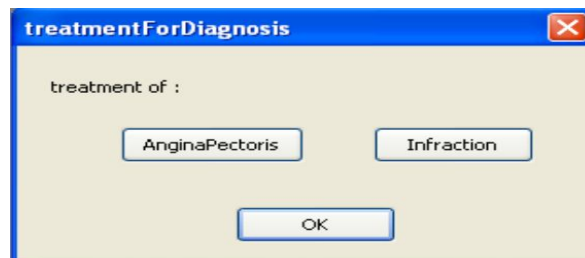 treatmentForDiagnosis
treatment of :
AnginaPectoris Infraction
OK